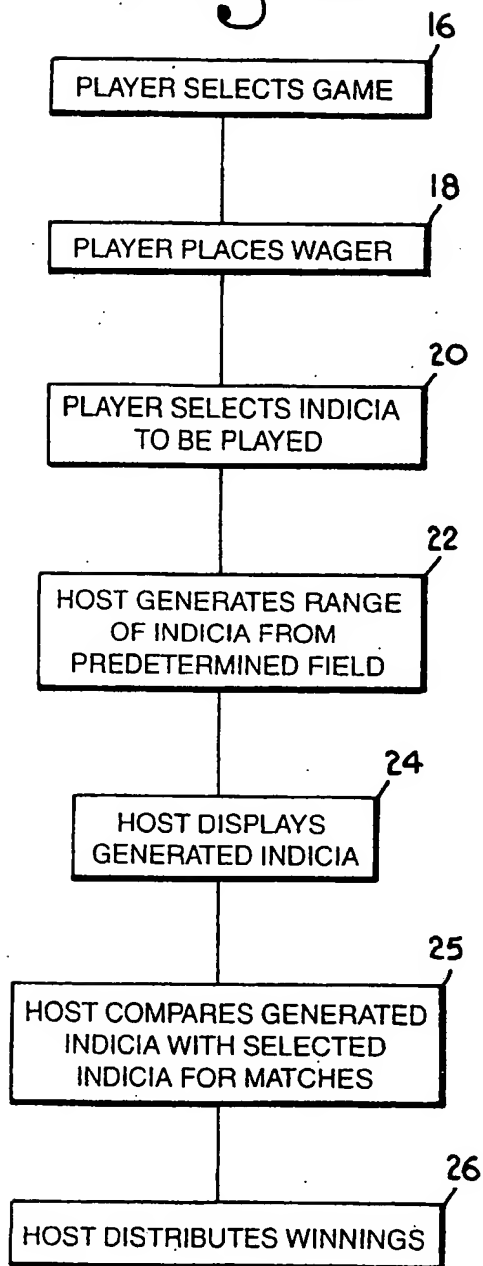 16
PLAYER SELECTS GAME
18
PLAYER PLACES WAGER
20
PLAYER SELECTS INDICIA
TO BE PLAYED
22
HOST GENERATES RANGE
OF INDICIA FROM
PREDETERMINED FIELD
24
HOST DISPLAYS
GENERATED INDICIA
25
HOST COMPARES GENERATED
INDICIA WITH SELECTED
INDICIA FOR MATCHES
26
HOST DISTRIBUTES WINNINGS